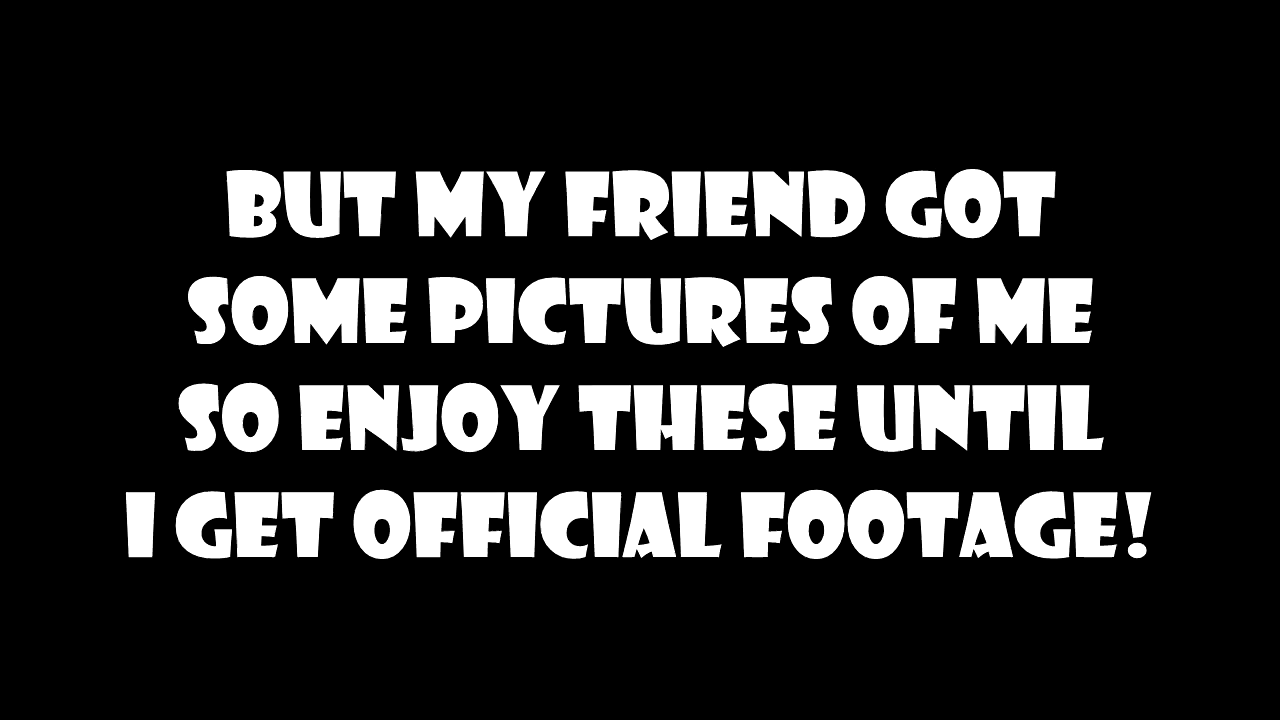 BUT MY FRIEND GOT
SOME PICTURES OF ME
SO ENJOY THESE UNTIL
I GET OFFICIAL FOOTAGE!